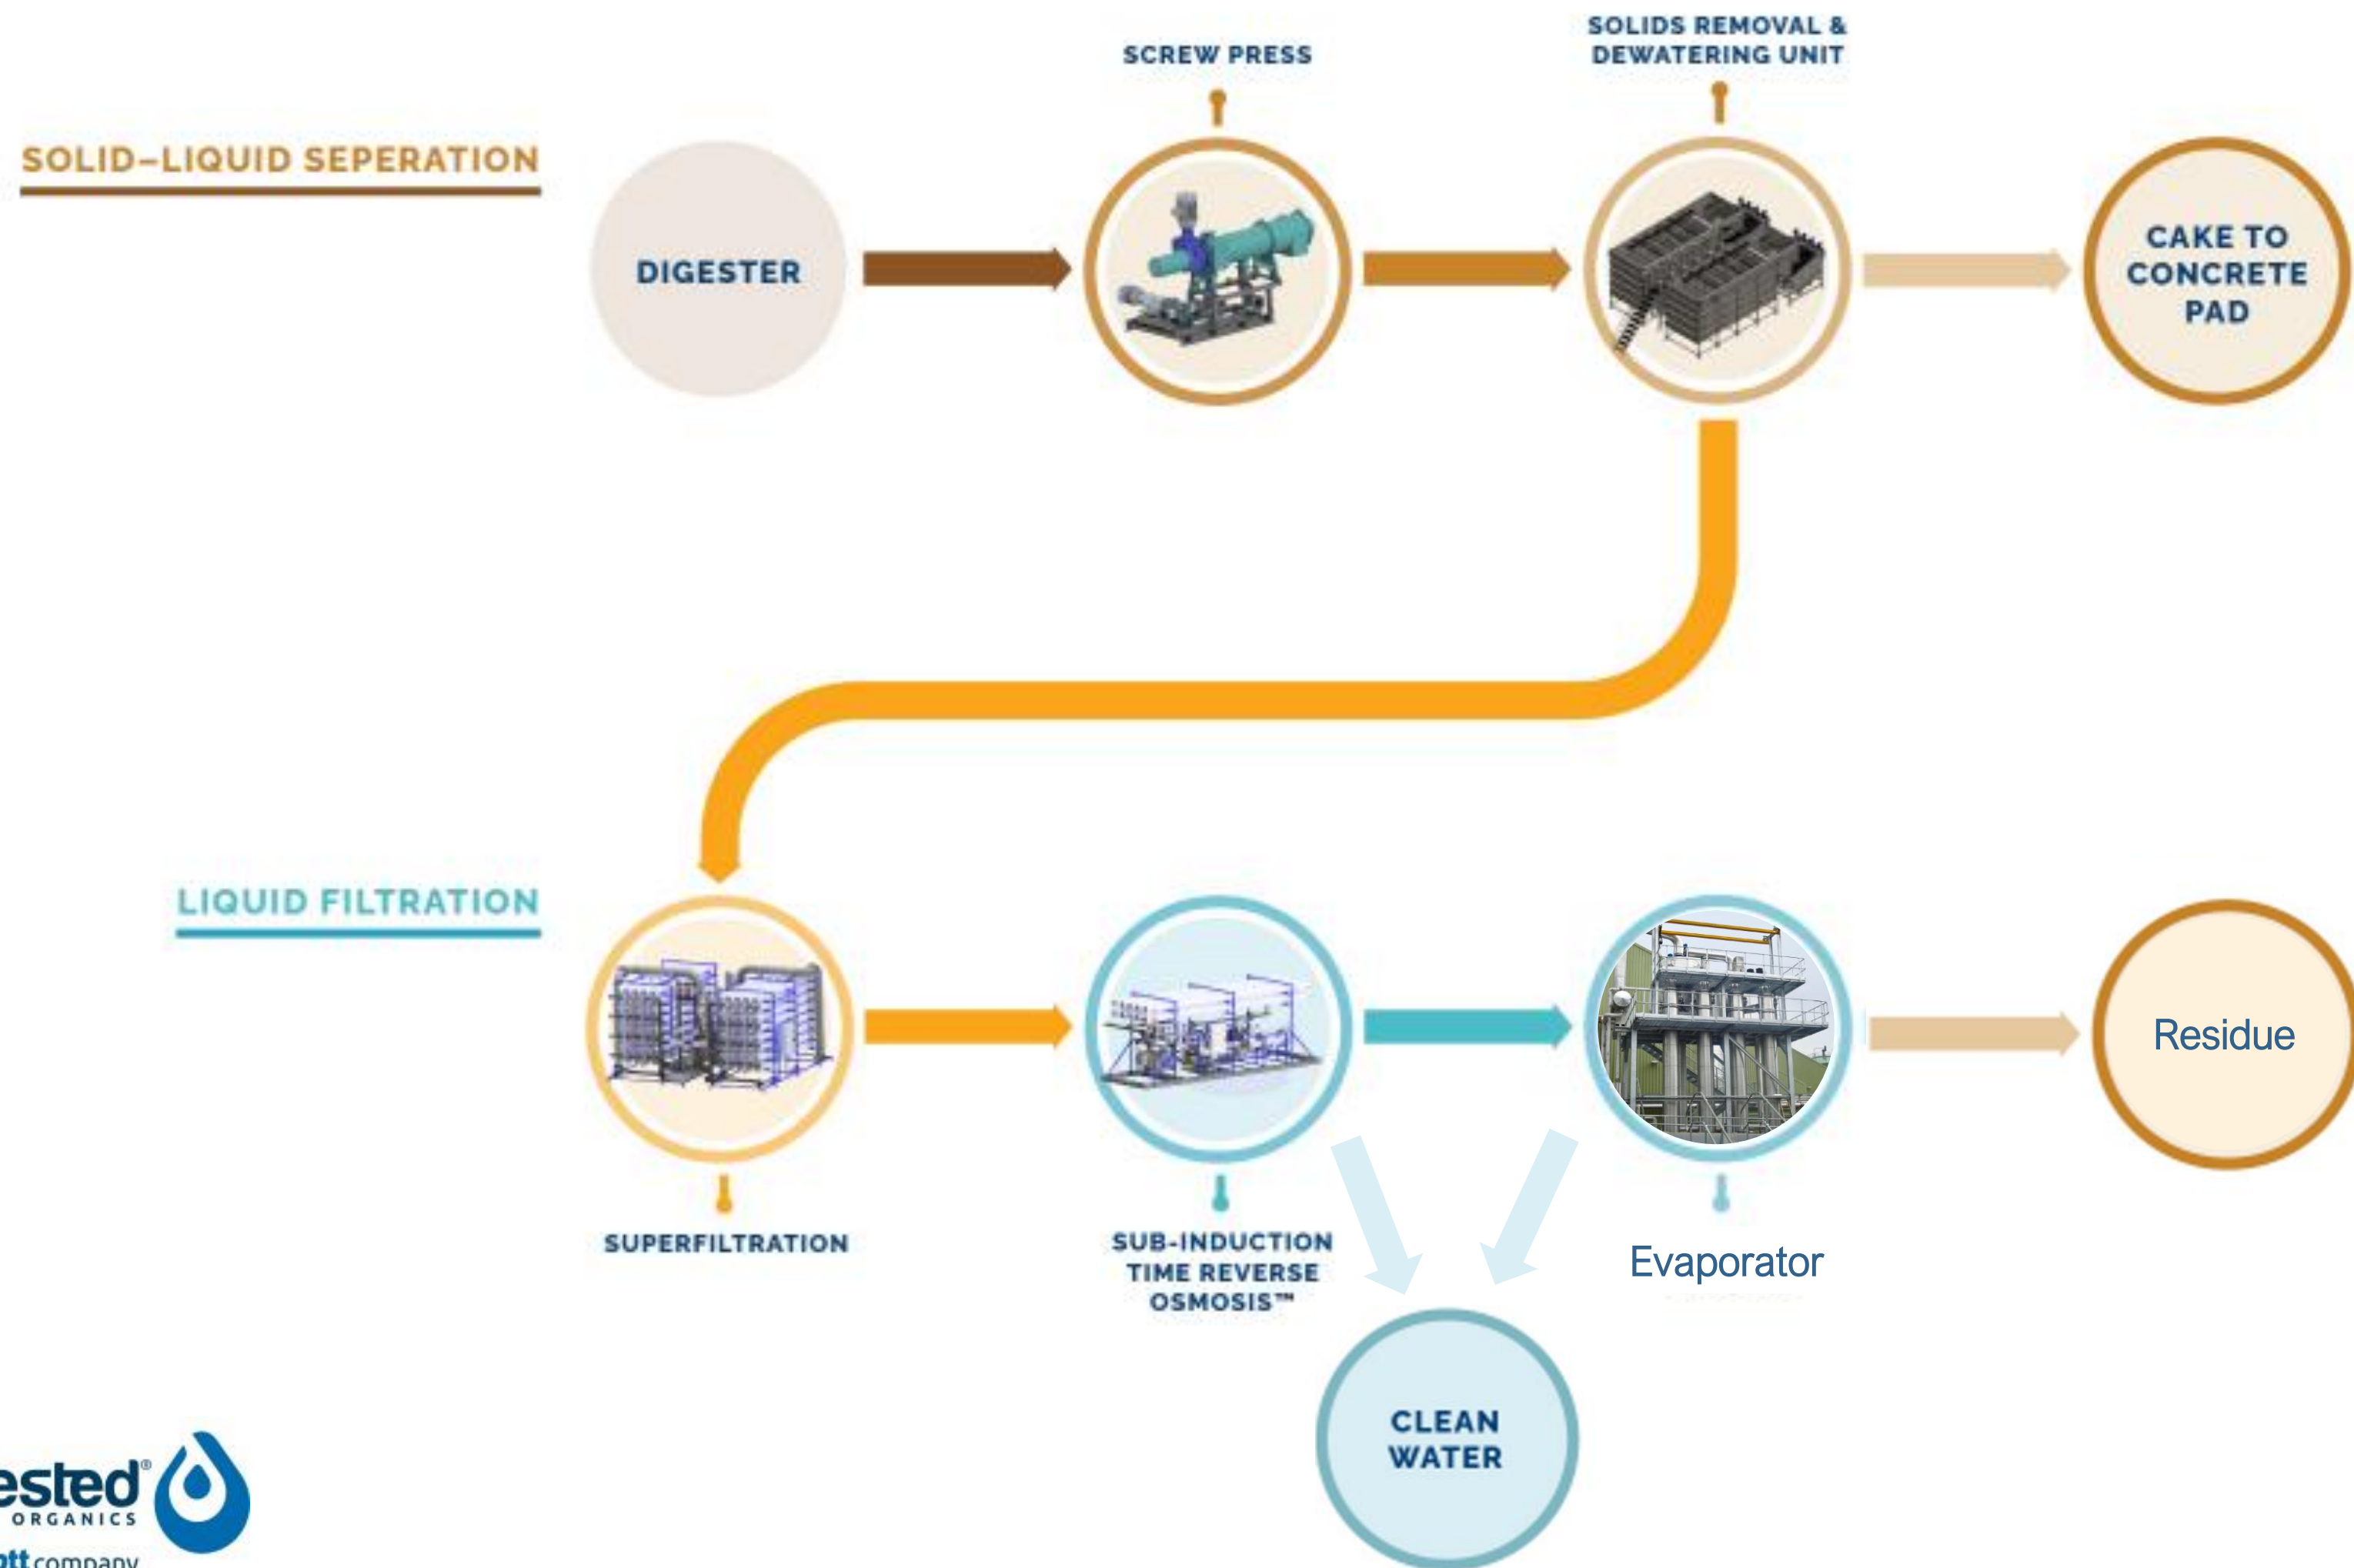 SOLIDS REMOVAL &
DEWATERING UNIT
SCREW PRESS
SOLID–LIQUID SEPERATION
DIGESTER
CAKE TO
CONCRETE
PAD
LIQUID FILTRATION
Residue
SUPERFILTRATION
SUB-INDUCTION
TIME REVERSE
OSMOSIS™
Evaporator
CLEAN
WATER
ested®
ORGANICS
ott company